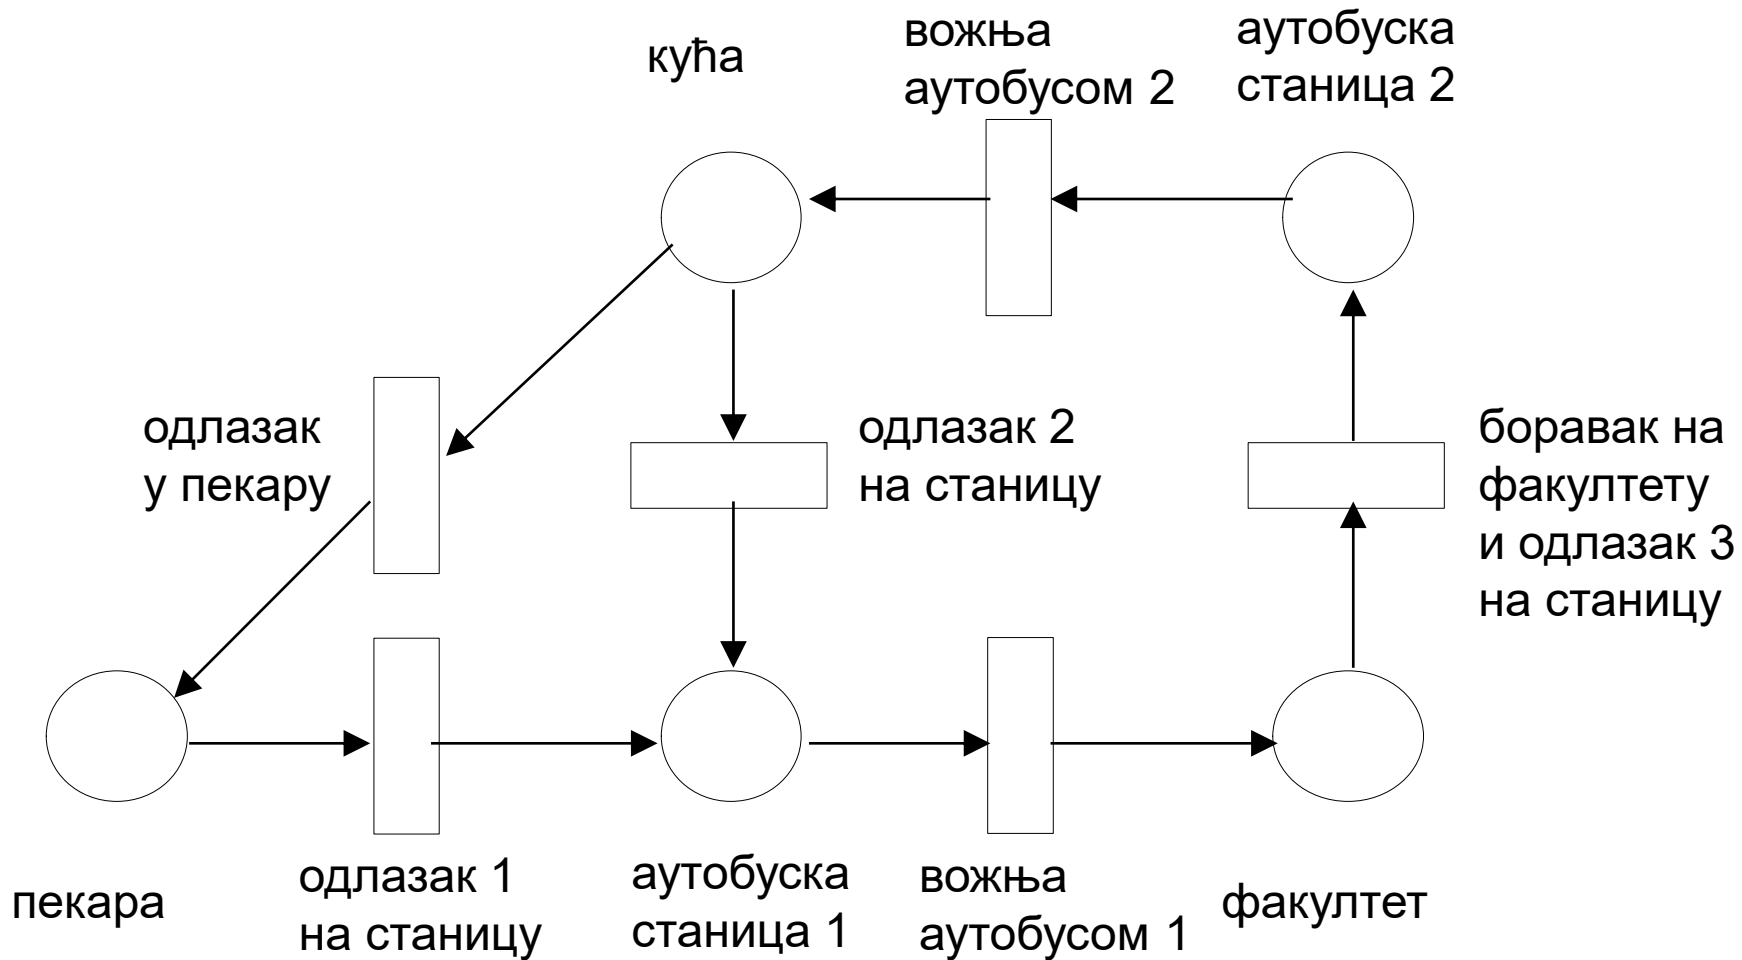 кућа
вожња
аутобусом 2
аутобуска
станица 2
одлазак
у пекару
одлазак 2
на станицу
боравак на
факултету
и одлазак 3
на станицу
пекара
одлазак 1
на станицу
аутобуска
станица 1
вожња
аутобусом 1
факултет